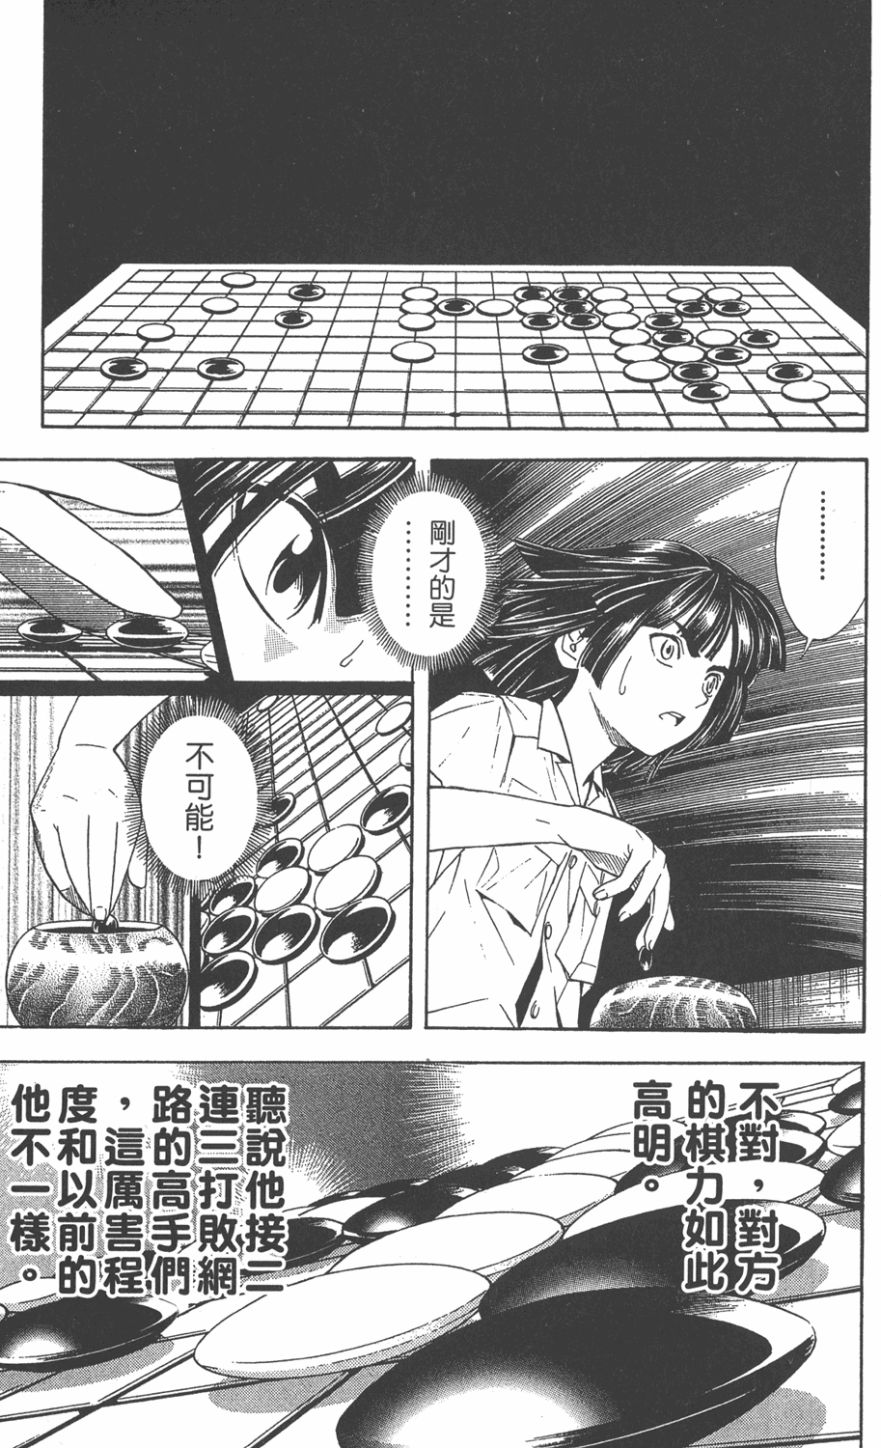 …………
剛才的是
…………
不可能！
不對，對方
的棋力如此
高明。
聽說他接二
連三打敗網
路的高手們
，這厲害程
度和以前的
他不一樣。